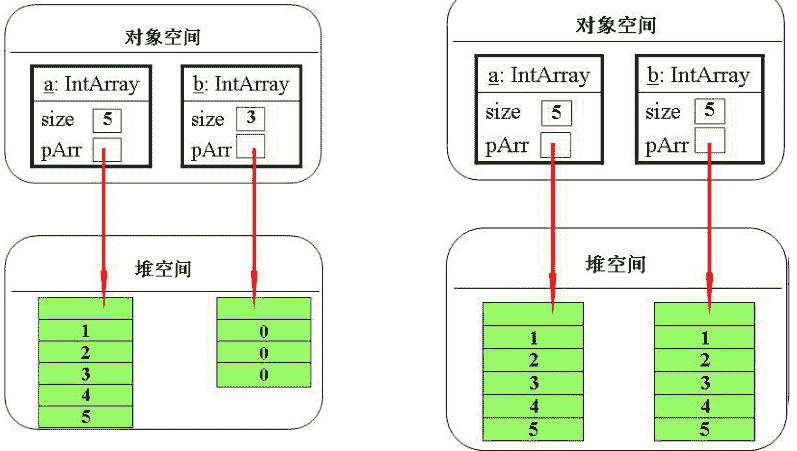 对象空间
a: IntArray
size 5
pArr
b: IntArray
size 3
pArr
堆空间
1
2
3
4
5
0
0
0
对象空间
a: IntArray
size 5
pArr
b: IntArray
size 5
pArr
堆空间
1
2
3
4
5
1
2
3
4
5